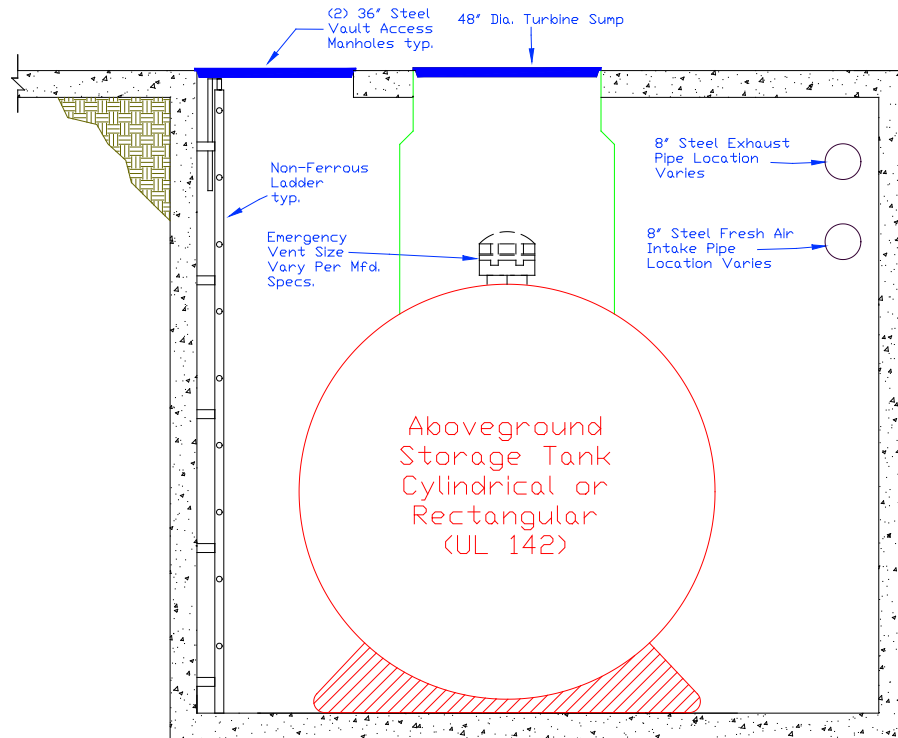 (2) 36" Steel
Vault Access
Manholes typ.
48" Dia. Turbine Sump
Non-Ferrous
Ladder
typ.
8" Steel Exhaust
Pipe Location
Varies
Emergency
Vent Size
Vary Per Mfd.
Specs.
8" Steel Fresh Air
Intake Pipe
Location Varies
Aboveground
Storage Tank
Cylindrical or
Rectangular
(UL 142)